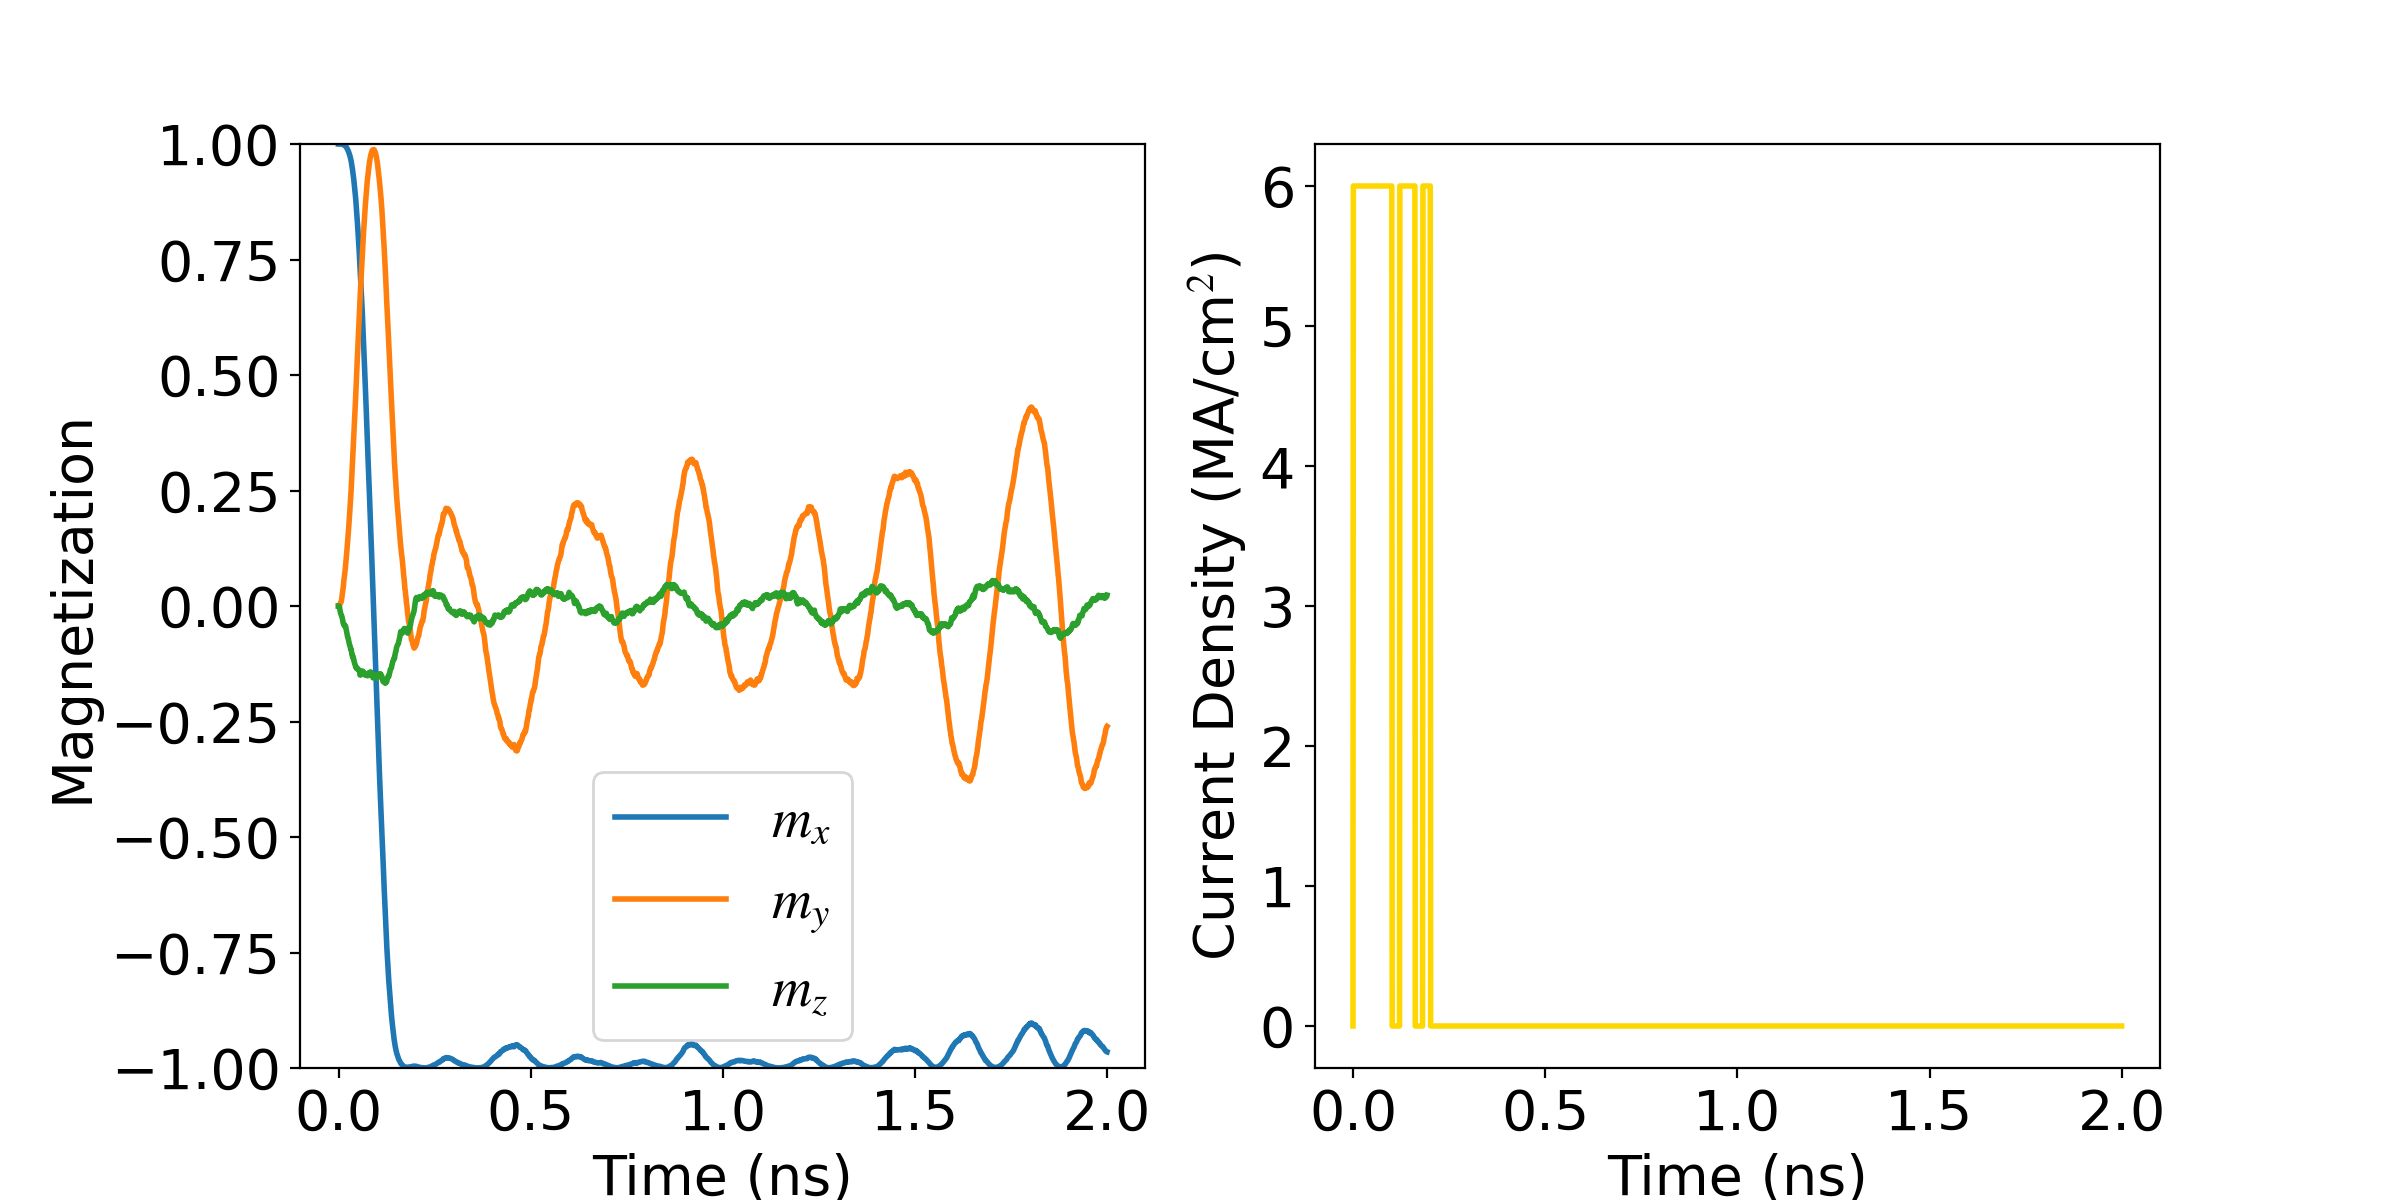 Magnetization
1.00
0.75
0.50
0.25
0.00
−0.25
−0.50
−0.75
−1.00
0.0 0.5 1.0 1.5 2.0
Time (ns)
m_x
m_y
m_z
Current Density (MA/cm²)
6
5
4
3
2
1
0
0.0 0.5 1.0 1.5 2.0
Time (ns)